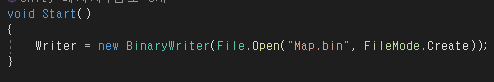 void Start()
{
Writer = new BinaryWriter(File.Open("Map.bin", FileMode.Create));
}